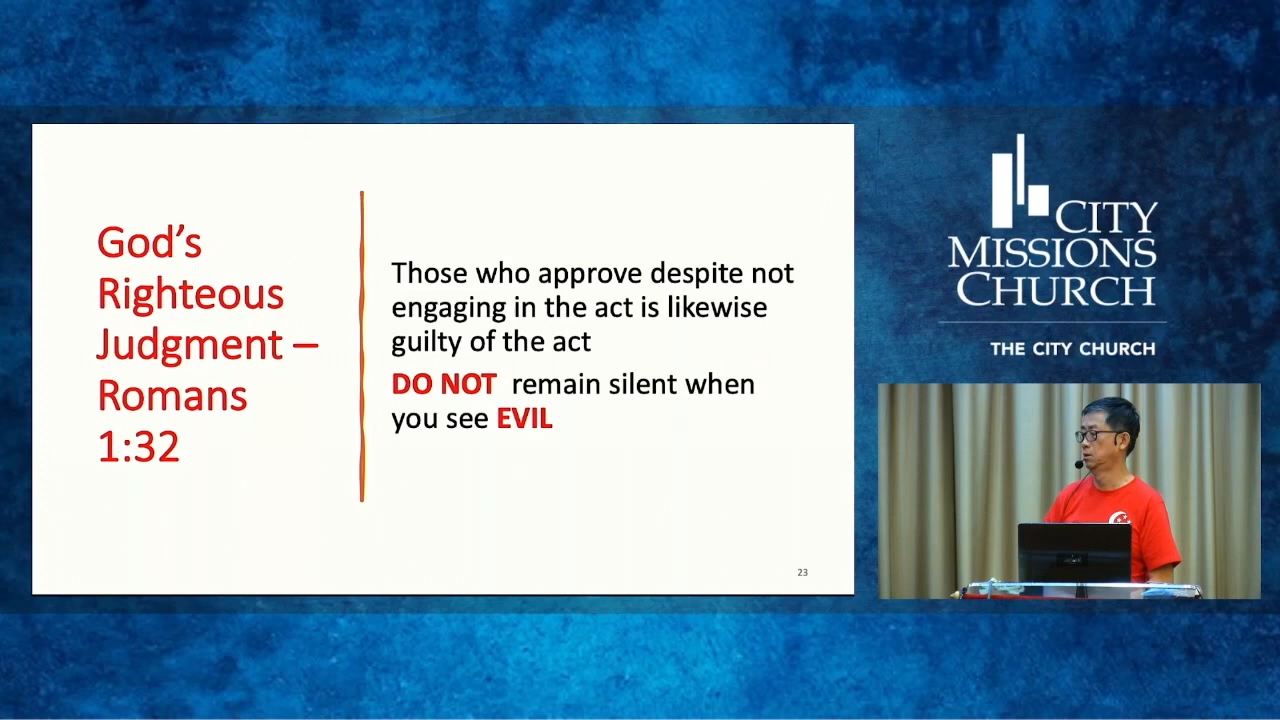 God's
Righteous
Judgment –
Romans
1:32
Those who approve despite not
engaging in the act is likewise
guilty of the act
DO NOT remain silent when
you see EVIL
23
CITY
MISSIONS
CHURCH
THE CITY CHURCH